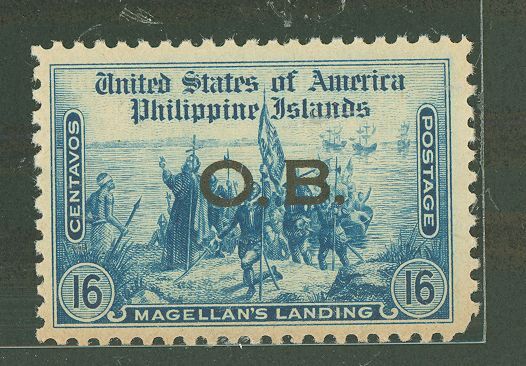 United States of America
Philippine Islands
CENTAVOS
POSTAGE
O.B.
16
MAGELLAN'S LANDING
16